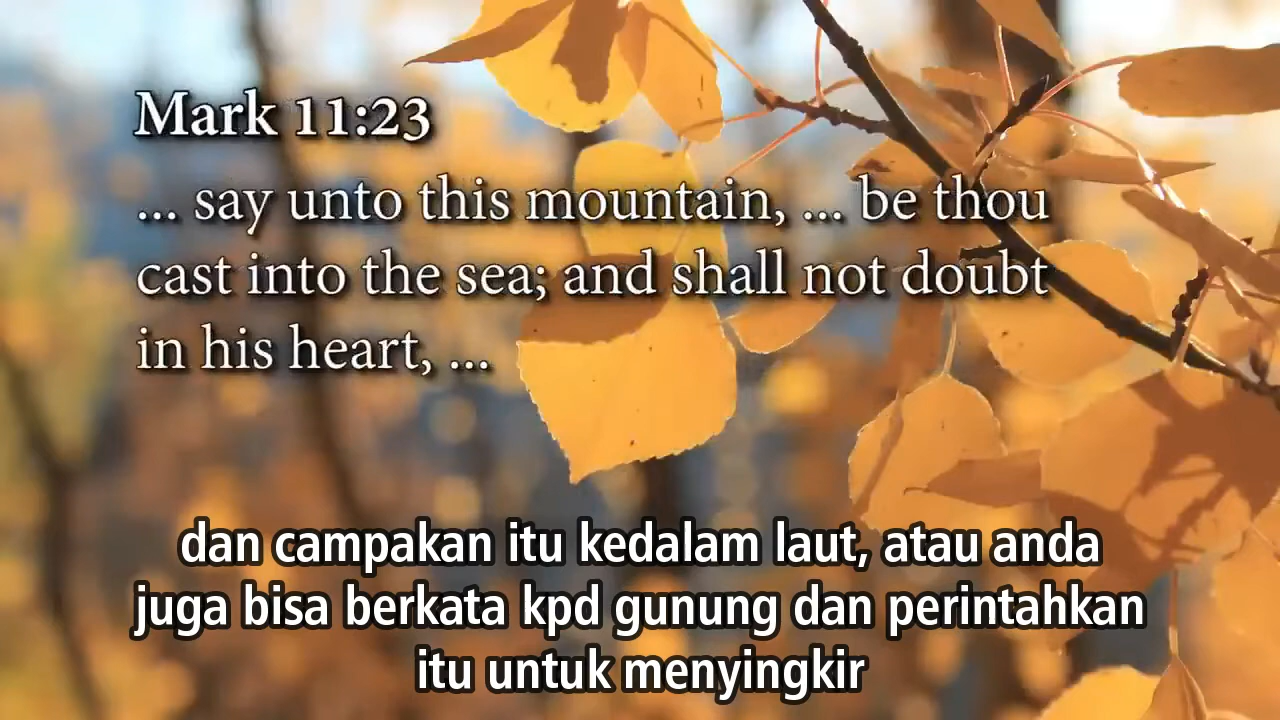 Mark 11:23
... say unto this mountain, ... be thou
cast into the sea; and shall not doubt
in his heart, ...
dan campakan itu kedalam laut, atau anda
juga bisa berkata kpd gunung dan perintahkan
itu untuk menyingkir